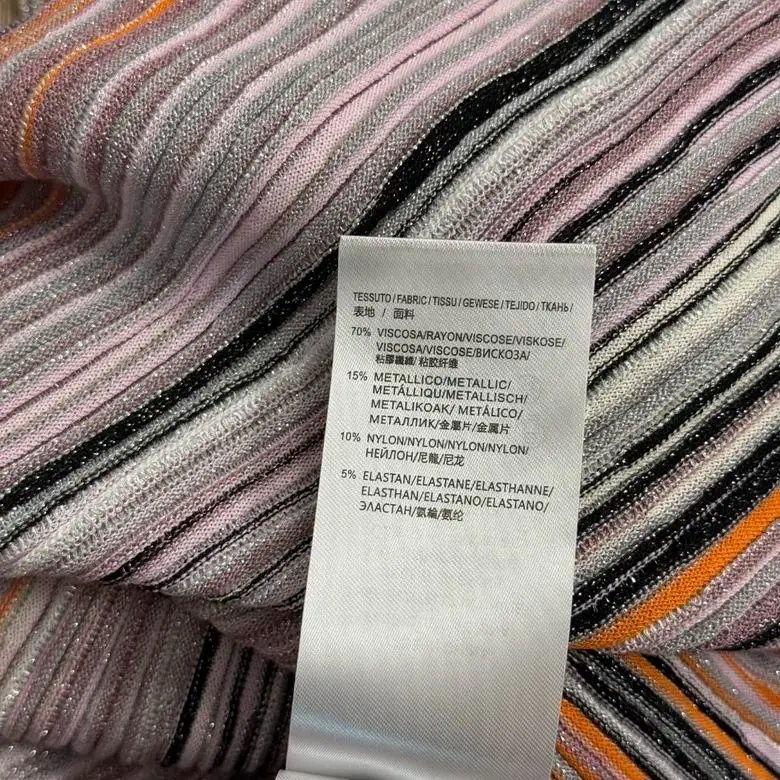 TESSUTO / FABRIC / TISSU / GEWESE / TEJIDO / ТКАНЬ /
表地 / 面料
70% VISCOSA/RAYON/VISCOSE/VISKOSE/
VISCOSA/VISCOSE/ВИСКОЗА/
粘膠纖維/ 粘胶纤维
15% METALLICO/METALLIC/
METÁLLIQU/METALLISCH/
METALIKOAK/ METÁLICO/
МЕТАЛЛИК/金屬片/金属片
10% NYLON/NYLON/NYLON/NYLON/
НЕЙЛОН/尼龍/尼龙
5% ELASTAN/ELASTANE/ELASTHANNE/
ELASTHAN/ELASTANO/ELASTANO/
ЭЛАСТАН/氨綸/氨纶